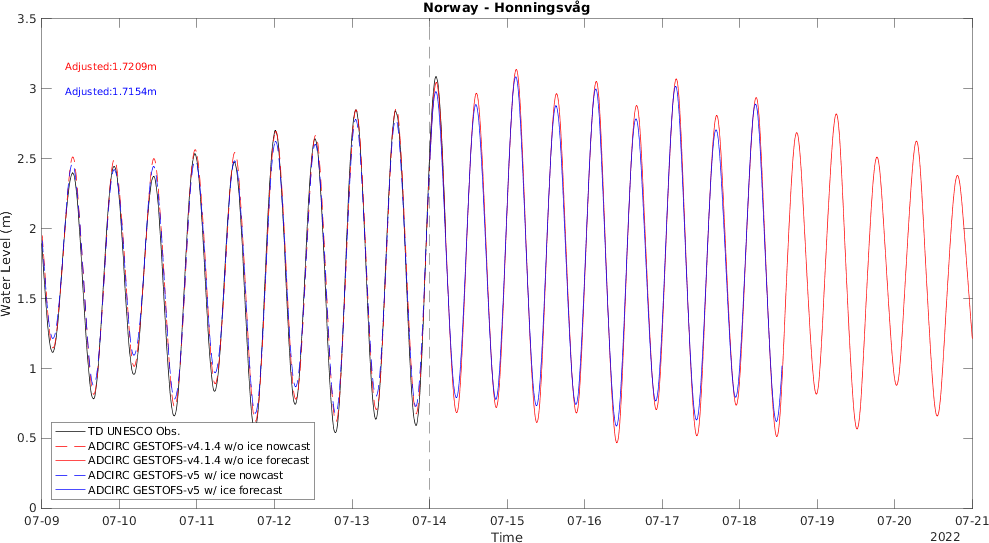 Norway - Honningsvåg
3.5
3
2.5
2
1.5
1
0.5
0
Water Level (m)
Adjusted:1.7209m
Adjusted:1.7154m
TD UNESCO Obs.
ADCIRC GESTOFS-v4.1.4 w/o ice nowcast
ADCIRC GESTOFS-v4.1.4 w/o ice forecast
ADCIRC GESTOFS-v5 w/ ice nowcast
ADCIRC GESTOFS-v5 w/ ice forecast
07-09 07-10 07-11 07-12 07-13 07-14 07-15 07-16 07-17 07-18 07-19 07-20 07-21
Time
2022